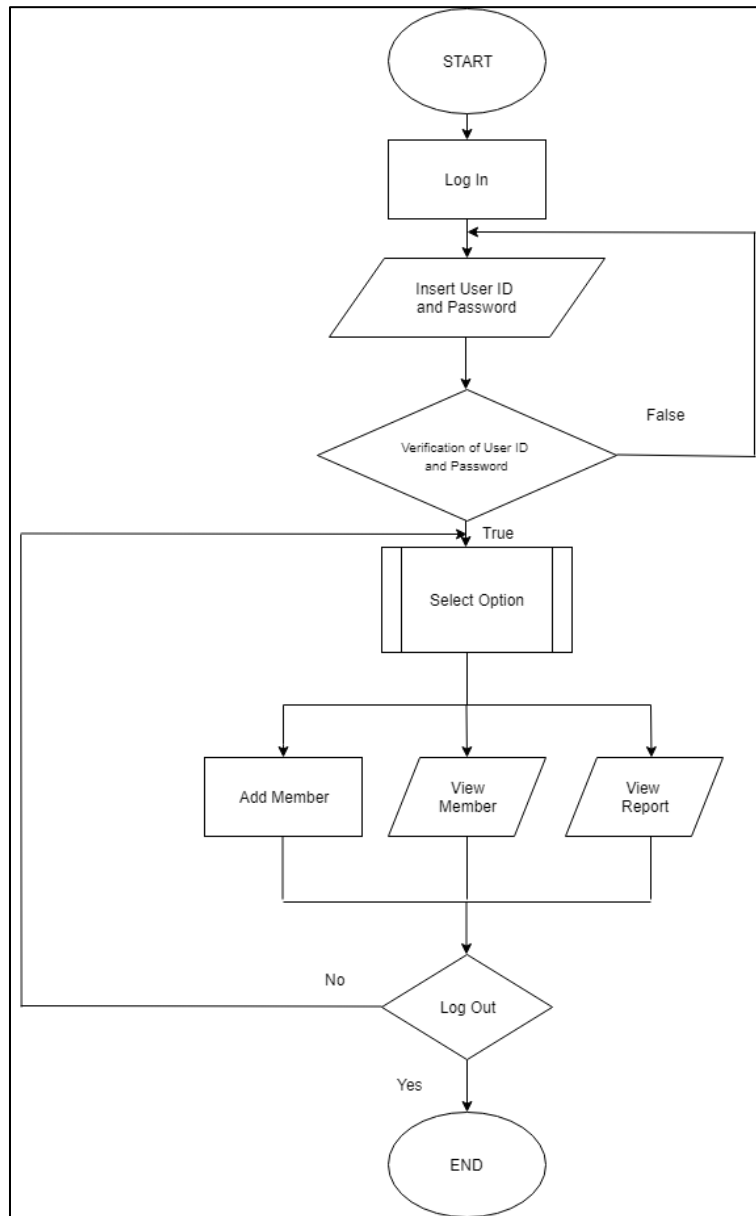 START
Log In
Insert User ID
and Password
False
Verification of User ID
and Password
True
Select Option
Add Member
View
Member
View
Report
No
Log Out
Yes
END